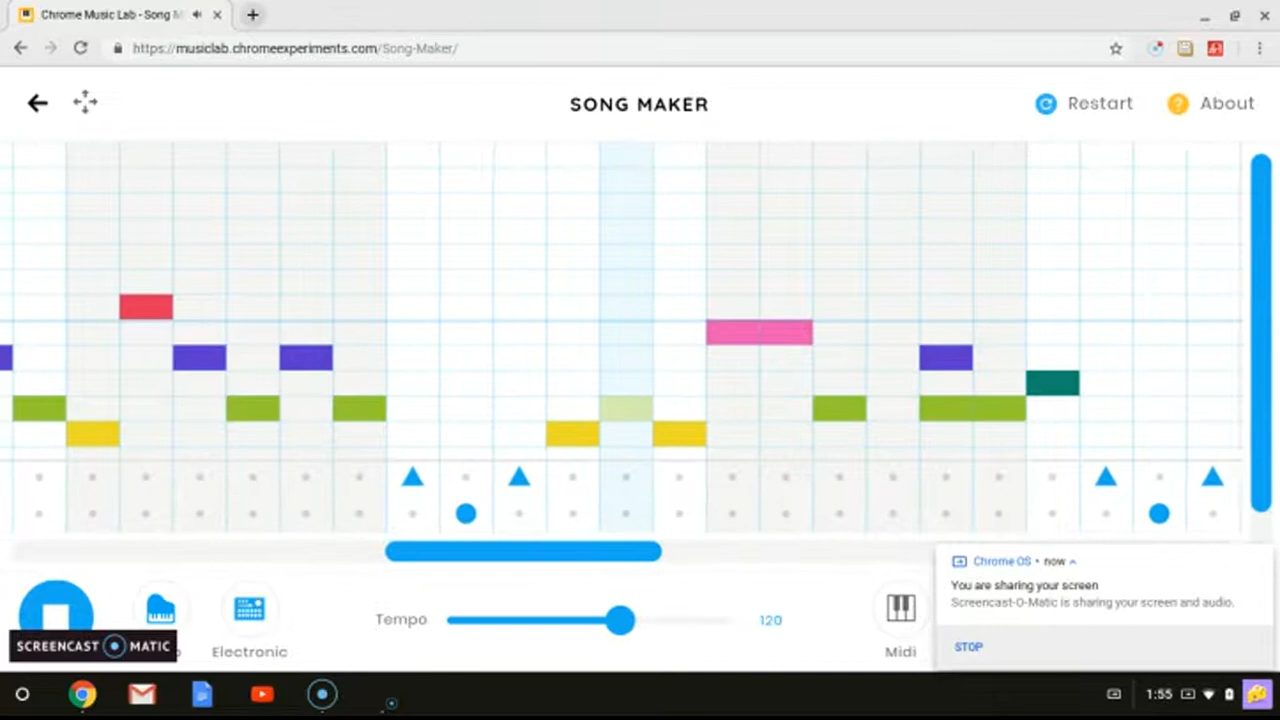 Chrome Music Lab - Song M
https://musiclab.chromeexperiments.com/Song-Maker/
SONG MAKER
Restart
? About
Tempo
120
Electronic
Midi
SCREENCAST MATIC
Chrome OS • now
You are sharing your screen
Screencast-O-Matic is sharing your screen and audio.
STOP
1:55